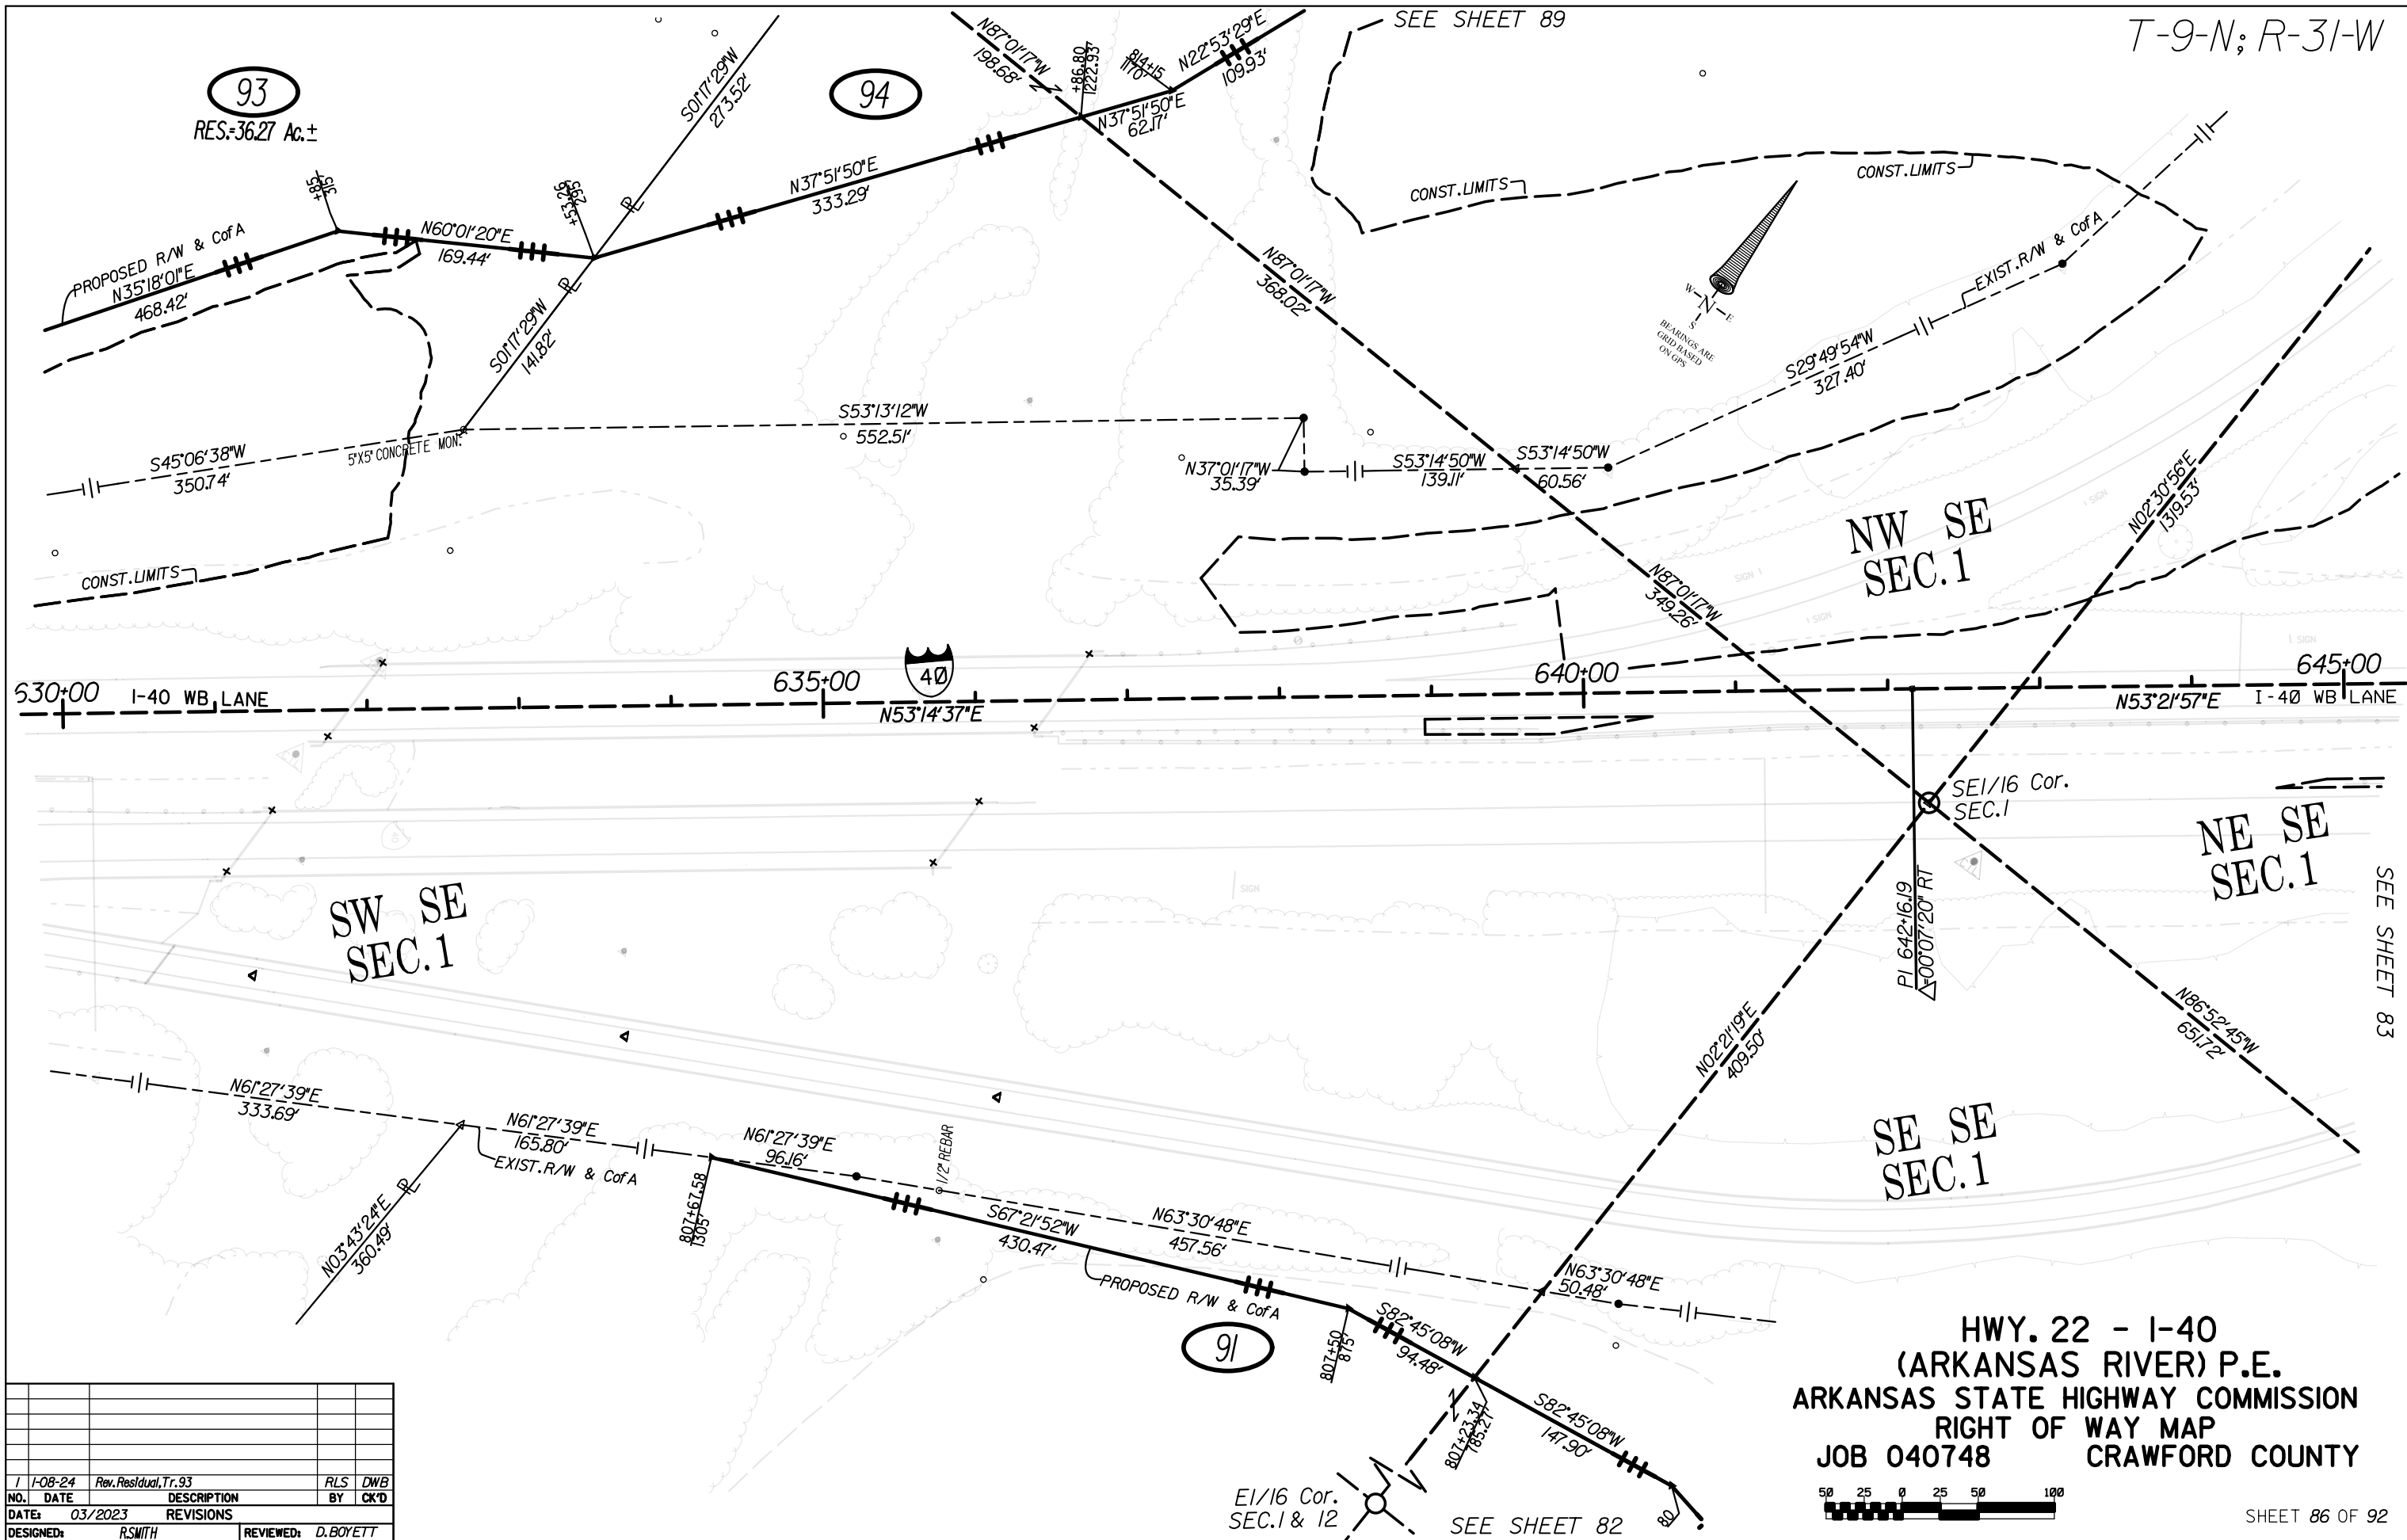 SEE SHEET 89
T-9-N; R-31-W
93
RES.=36.27 Ac.±
94
S01°17'29"W
273.52'
N87°01'17"W
198.68'
+86.80
1222.93'
814+15
1170'
N22°53'29"E
109.93'
N37°51'50"E
62.17'
N37°51'50"E
333.29'
+85
315'
+53.26
295'
N60°01'20"E
169.44'
PROPOSED R/W & CofA
N35°18'01"E
468.42'
PL
PL
S01°17'29"W
141.82'
CONST. LIMITS
CONST. LIMITS
N87°01'17"W
368.02'
W
N
E
S
BEARINGS ARE
GRID BASED
ON GPS
EXIST. R/W & CofA
S29°49'54"W
327.40'
S53°13'12"W
552.51'
5"X5" CONCRETE MON.
S45°06'38"W
350.74'
N37°01'17"W
35.39'
S53°14'50"W
139.11'
S53°14'50"W
60.56'
N02°30'56"E
1319.53'
NW SE
SEC.1
CONST. LIMITS
N87°01'17"W
349.26'
SIGN
SIGN
SIGN
SIGN
630+00
I-40 WB LANE
635+00
40
N53°14'37"E
640+00
645+00
N53°21'57"E
I-40 WB LANE
SE1/16 Cor.
SEC.1
NE SE
SEC.1
SEE SHEET 83
SW SE
SEC.1
SIGN
PI 642+16.19
△=00°07'20" RT
N02°21'19"E
409.50'
N86°52'45"W
651.72'
N61°27'39"E
333.69'
N61°27'39"E
165.80'
EXIST. R/W & CofA
N61°27'39"E
96.16'
1/2" REBAR
PL
N03°43'24"E
360.49'
807+67.58
1305'
S67°21'52"W
430.47'
N63°30'48"E
457.56'
PROPOSED R/W & CofA
N63°30'48"E
50.48'
SE SE
SEC.1
91
807+50
875'
S82°45'08"W
94.48'
807+23.34
785.27'
S82°45'08"W
147.90'
80
E1/16 Cor.
SEC.1 & 12
SEE SHEET 82
HWY. 22 - I-40
(ARKANSAS RIVER) P.E.
ARKANSAS STATE HIGHWAY COMMISSION
RIGHT OF WAY MAP
JOB 040748 CRAWFORD COUNTY
50 25 0 25 50 100
SHEET 86 OF 92
1 1-08-24 Rev. Residual, Tr. 93 RLS DWB
NO. DATE DESCRIPTION BY CK'D
DATE: 03/2023 REVISIONS
DESIGNED: R.SMITH REVIEWED: D. BOYETT